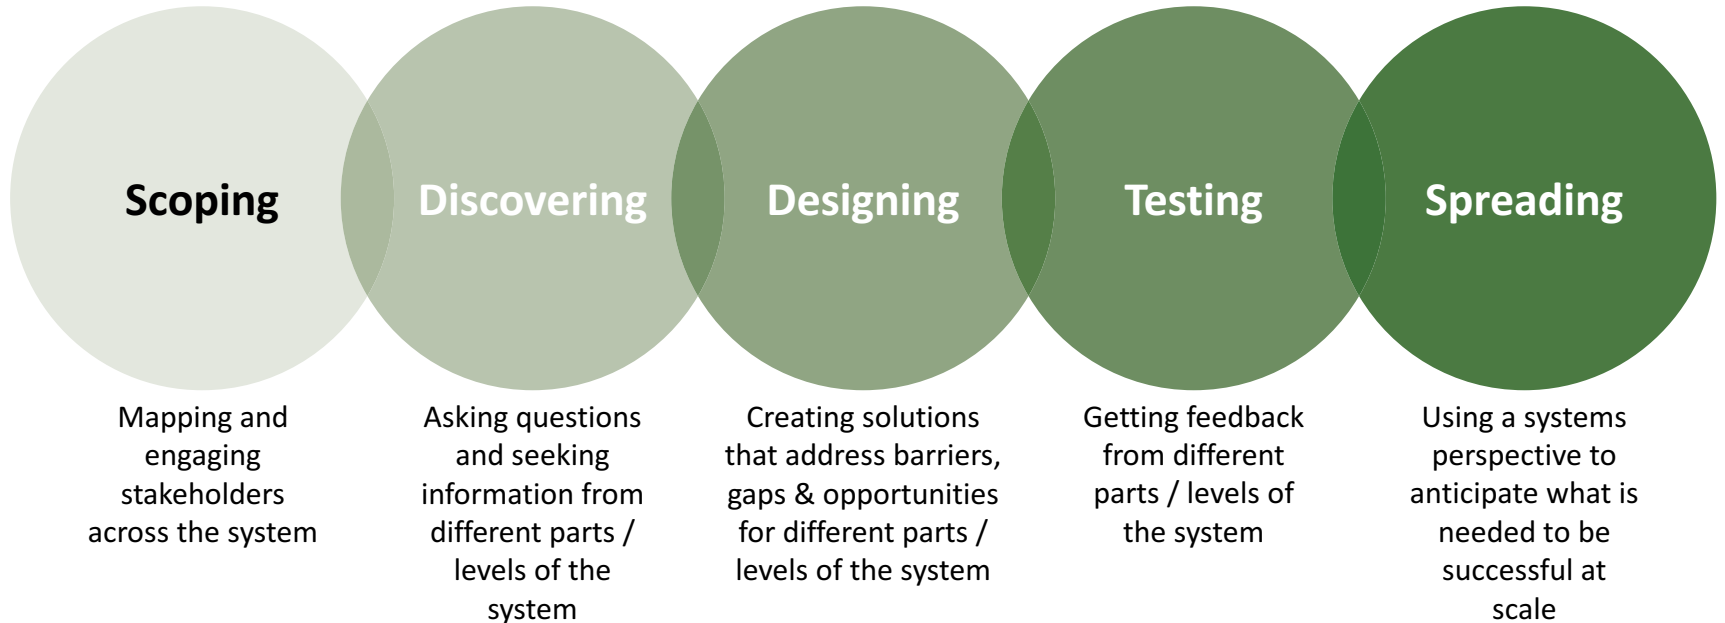 Scoping
Discovering
Designing
Testing
Spreading
Mapping and
engaging
stakeholders
across the system
Asking questions
and seeking
information from
different parts /
levels of the
system
Creating solutions
that address barriers,
gaps & opportunities
for different parts /
levels of the system
Getting feedback
from different
parts / levels of
the system
Using a systems
perspective to
anticipate what is
needed to be
successful at
scale